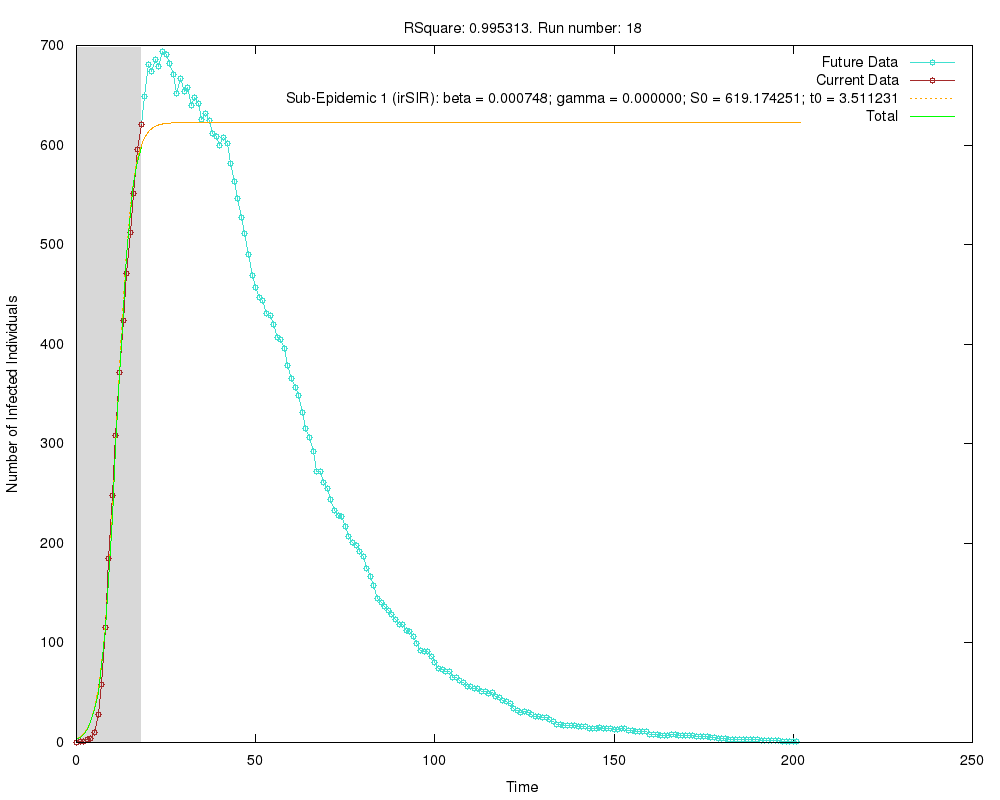 RSquare: 0.995313. Run number: 18
Future Data
Current Data
Sub-Epidemic 1 (irSIR): beta = 0.000748; gamma = 0.000000; S0 = 619.174251; t0 = 3.511231
Total
Number of Infected Individuals
700
600
500
400
300
200
100
0
0 50 100 150 200 250
Time